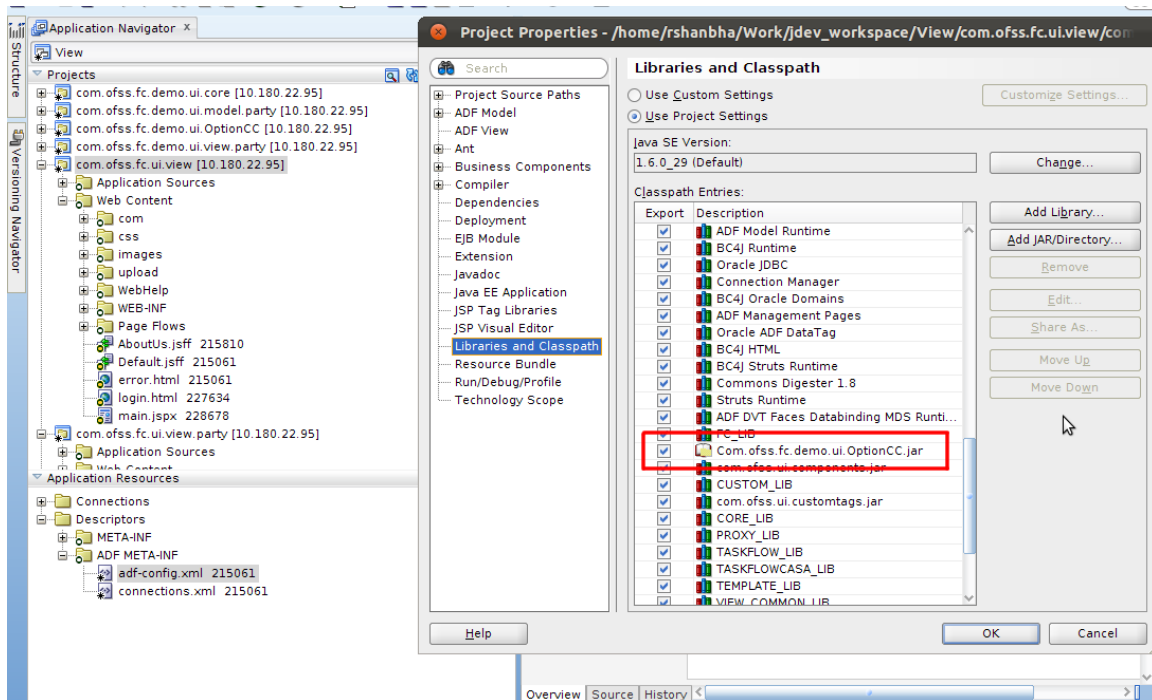 Application Navigator x
View
Projects
com.ofss.fc.demo.ui.core [10.180.22.95]
com.ofss.fc.demo.ui.model.party [10.180.22.95]
com.ofss.fc.demo.ui.OptionCC [10.180.22.95]
com.ofss.fc.demo.ui.view.party [10.180.22.95]
com.ofss.fc.ui.view [10.180.22.95]
Application Sources
Web Content
com
css
images
upload
WebHelp
WEB-INF
Page Flows
AboutUs.jsff 215810
Default.jsff 215061
error.html 215061
login.html 227634
main.jspx 228678
com.ofss.fc.ui.view.party [10.180.22.95]
Application Sources
Web Content
Application Resources
Connections
Descriptors
META-INF
ADF META-INF
adf-config.xml 215061
connections.xml 215061
Structure
Versioning Navigator
Project Properties - /home/rshanbha/Work/jdev_workspace/View/com.ofss.fc.ui.view/com
Search
Project Source Paths
ADF Model
ADF View
Ant
Business Components
Compiler
Dependencies
Deployment
EJB Module
Extension
Javadoc
Java EE Application
JSP Tag Libraries
JSP Visual Editor
Libraries and Classpath
Resource Bundle
Run/Debug/Profile
Technology Scope
Libraries and Classpath
Use Custom Settings
Customize Settings...
Use Project Settings
Java SE Version:
1.6.0_29 (Default)
Change...
Classpath Entries:
Export Description
ADF Model Runtime
BC4J Runtime
Oracle JDBC
Connection Manager
BC4J Oracle Domains
ADF Management Pages
Oracle ADF DataTag
BC4J HTML
BC4J Struts Runtime
Commons Digester 1.8
Struts Runtime
ADF DVT Faces Databinding MDS Runti...
FC_LIB
Com.ofss.fc.demo.ui.OptionCC.jar
com.ofss.ui.components.jar
CUSTOM_LIB
com.ofss.ui.customtags.jar
CORE_LIB
PROXY_LIB
TASKFLOW_LIB
TASKFLOWCASA_LIB
TEMPLATE_LIB
VIEW_COMMON_LIB
Add Library...
Add JAR/Directory...
Remove
Edit...
Share As...
Move Up
Move Down
Help
OK
Cancel
Overview Source History